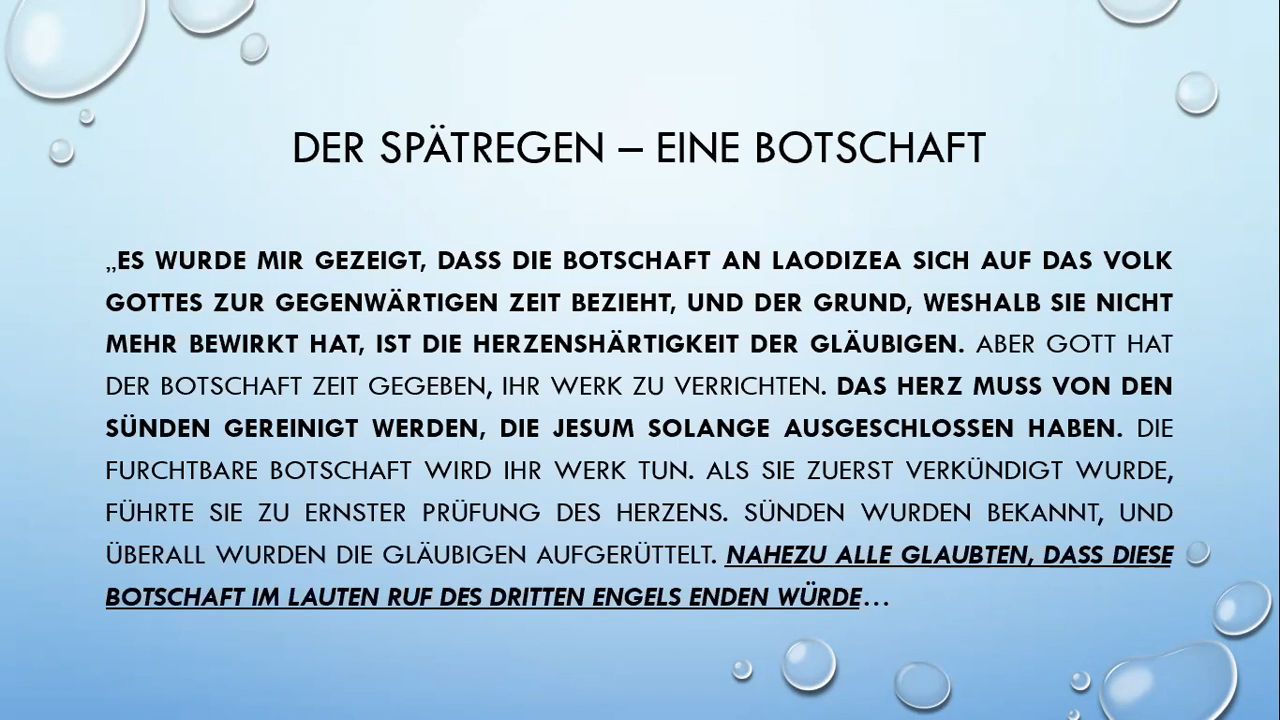 DER SPÄTREGEN – EINE BOTSCHAFT
„ES WURDE MIR GEZEIGT, DASS DIE BOTSCHAFT AN LAODIZEA SICH AUF DAS VOLK
GOTTES ZUR GEGENWÄRTIGEN ZEIT BEZIEHT, UND DER GRUND, WESHALB SIE NICHT
MEHR BEWIRKT HAT, IST DIE HERZENSHÄRTIGKEIT DER GLÄUBIGEN. ABER GOTT HAT
DER BOTSCHAFT ZEIT GEGEBEN, IHR WERK ZU VERRICHTEN. DAS HERZ MUSS VON DEN
SÜNDEN GEREINIGT WERDEN, DIE JESUM SOLANGE AUSGESCHLOSSEN HABEN. DIE
FURCHTBARE BOTSCHAFT WIRD IHR WERK TUN. ALS SIE ZUERST VERKÜNDIGT WURDE,
FÜHRTE SIE ZU ERNSTER PRÜFUNG DES HERZENS. SÜNDEN WURDEN BEKANNT, UND
ÜBERALL WURDEN DIE GLÄUBIGEN AUFGERÜTTELT. NAHEZU ALLE GLAUBTEN, DASS DIESE
BOTSCHAFT IM LAUTEN RUF DES DRITTEN ENGELS ENDEN WÜRDE…